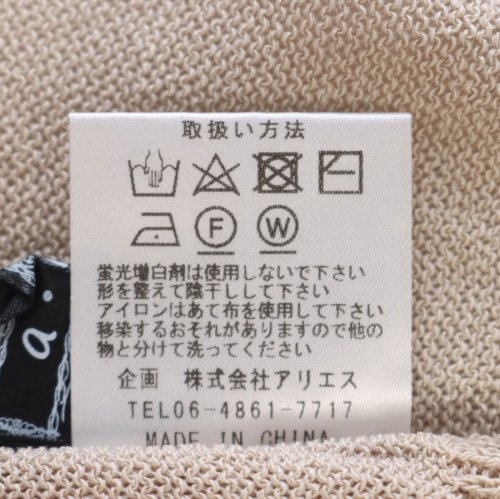 取扱い方法
F W
蛍光増白剤は使用しないで下さい
形を整えて陰干しして下さい
アイロンはあて布を使用して下さい
移染するおそれがありますので他の
物と分けて洗って下さい
企画 株式会社アリエス
TEL06-4861-7717
MADE IN CHINA
a.